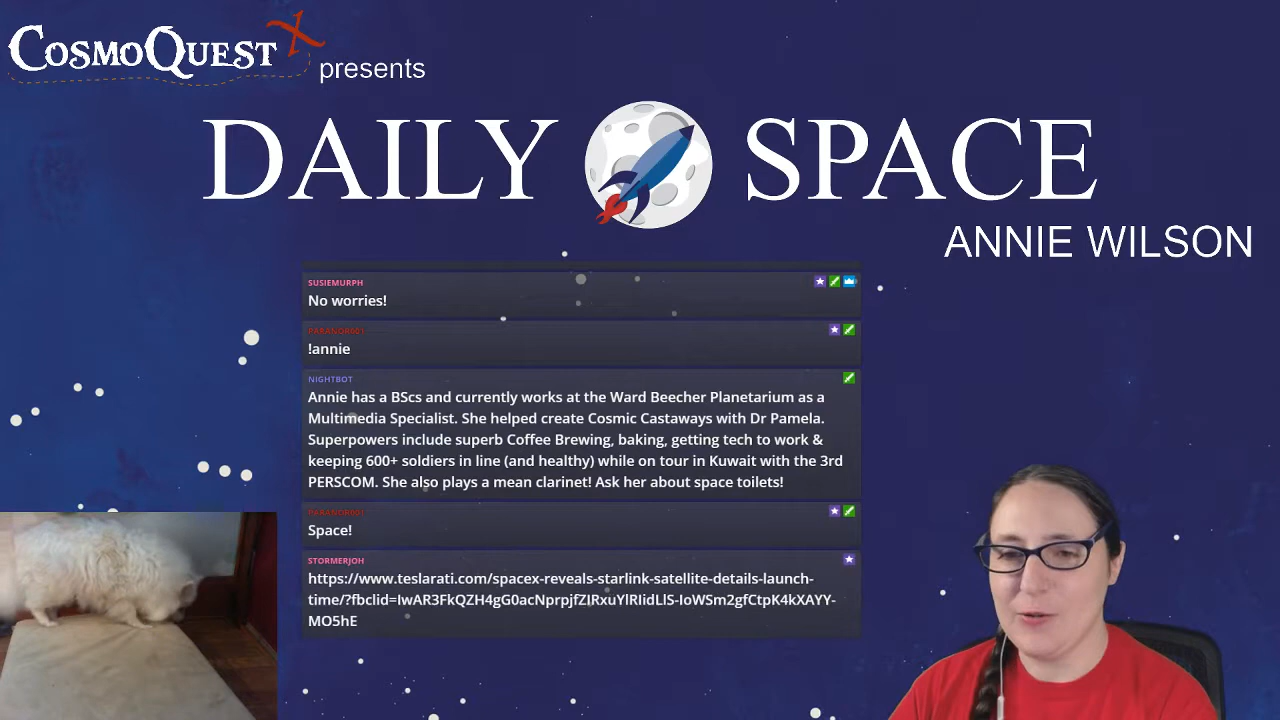 CosmoQuest X
presents
DAILY SPACE
ANNIE WILSON
SUSIEMURPH
No worries!
PARANOR601
!annie
NIGHTBOT
Annie has a BScs and currently works at the Ward Beecher Planetarium as a
Multimedia Specialist. She helped create Cosmic Castaways with Dr Pamela.
Superpowers include superb Coffee Brewing, baking, getting tech to work &
keeping 600+ soldiers in line (and healthy) while on tour in Kuwait with the 3rd
PERSCOM. She also plays a mean clarinet! Ask her about space toilets!
PARANOR601
Space!
STORMERJOH
https://www.teslarati.com/spacex-reveals-starlink-satellite-details-launch-
time/?fbclid=IwAR3FkQZH4gG0acNprpjfZIRxuYlRIidLlS-IoWSm2gfCtpK4kXAYY-
MO5hE